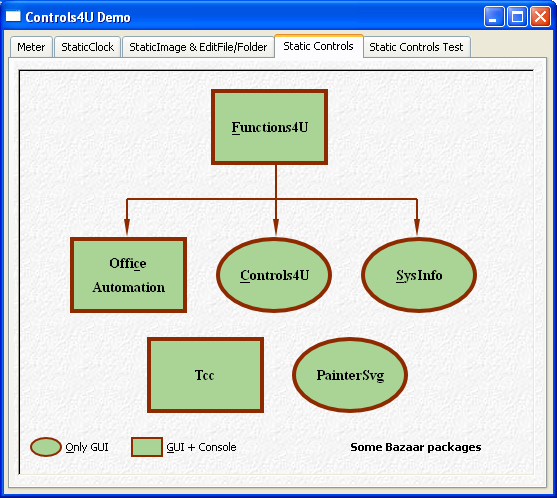 Controls4U Demo
Meter StaticClock StaticImage & EditFile/Folder Static Controls Static Controls Test
Functions4U
Office
Automation
Controls4U
SysInfo
Tcc
PainterSvg
Only GUI
GUI + Console
Some Bazaar packages